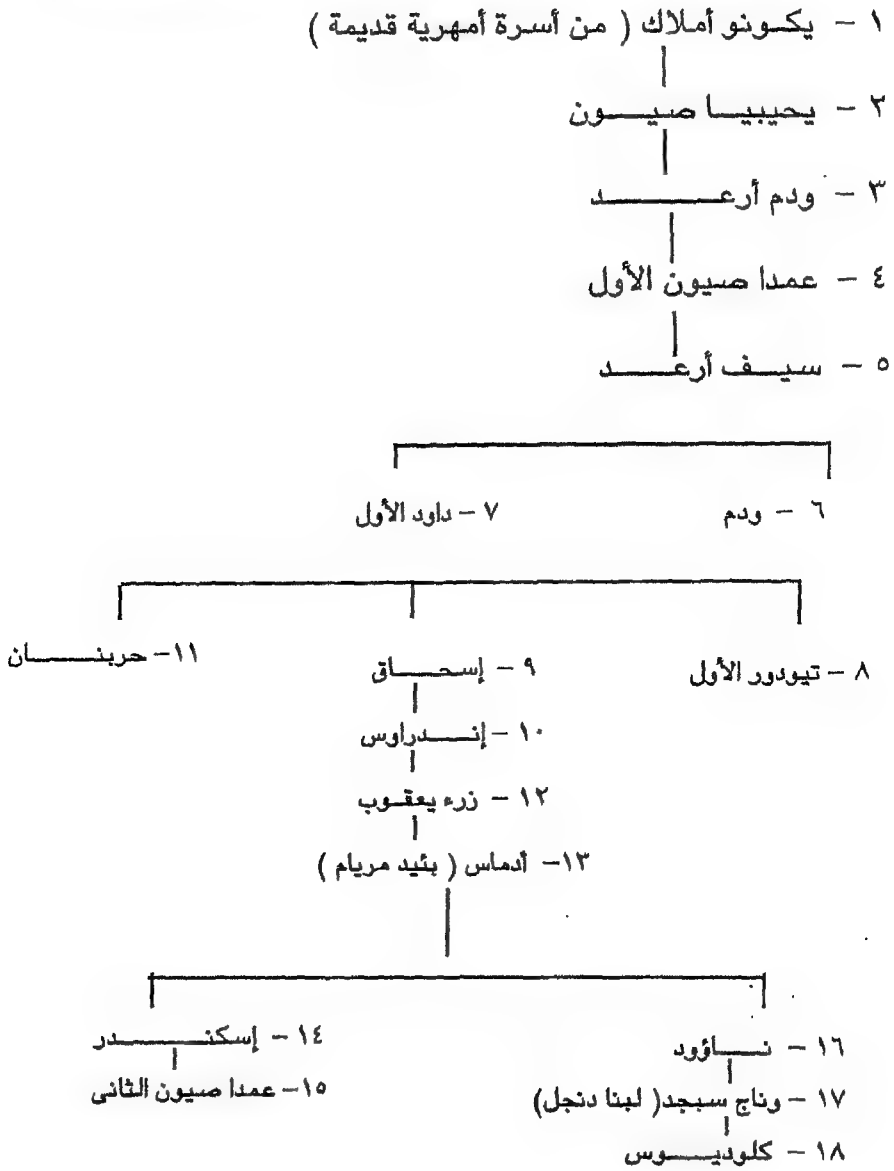 ١ – يكونو أملاك ( من أسرة أمهرية قديمة )
٢ – يحيبيا صيون
٣ – ودم أرعد
٤ – عمدا صيون الأول
٥ – سيف أرعد
٦ – ودم
٧ – داود الأول
٨ – تيودور الأول
٩ – إسحاق
١١– حربنان
١٠ – إندراوس
١٢ – زرء يعقوب
١٣– أدماس ( بئيد مريام )
١٤ – إسكندر
١٦ – ناؤود
١٥– عمدا صيون الثانى
١٧ – وناج سبجد( لبنا دنجل)
١٨ – كلوديوس